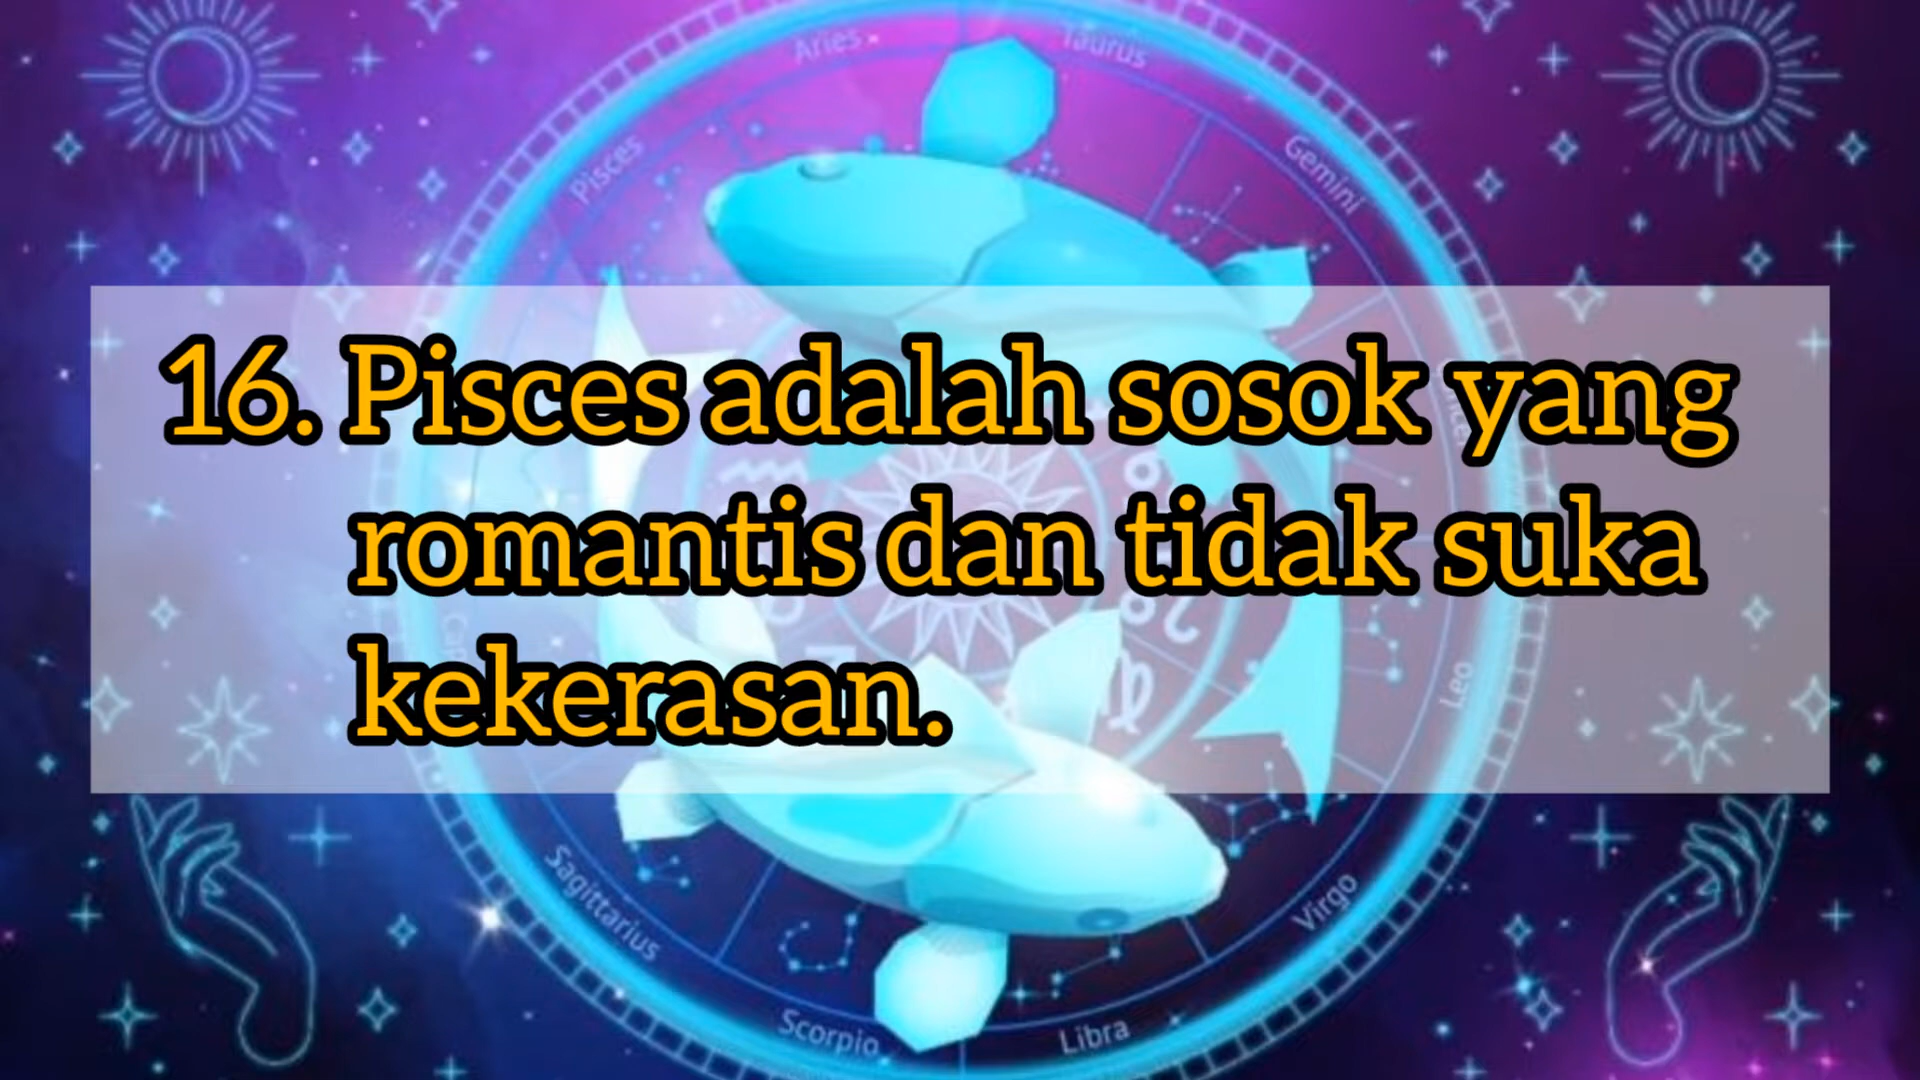 Aries
Taurus
Pisces
Gemini
16. Pisces adalah sosok yang
romantis dan tidak suka
kekerasan.
Leo
Sagittarius
Virgo
Scorpio
Libra